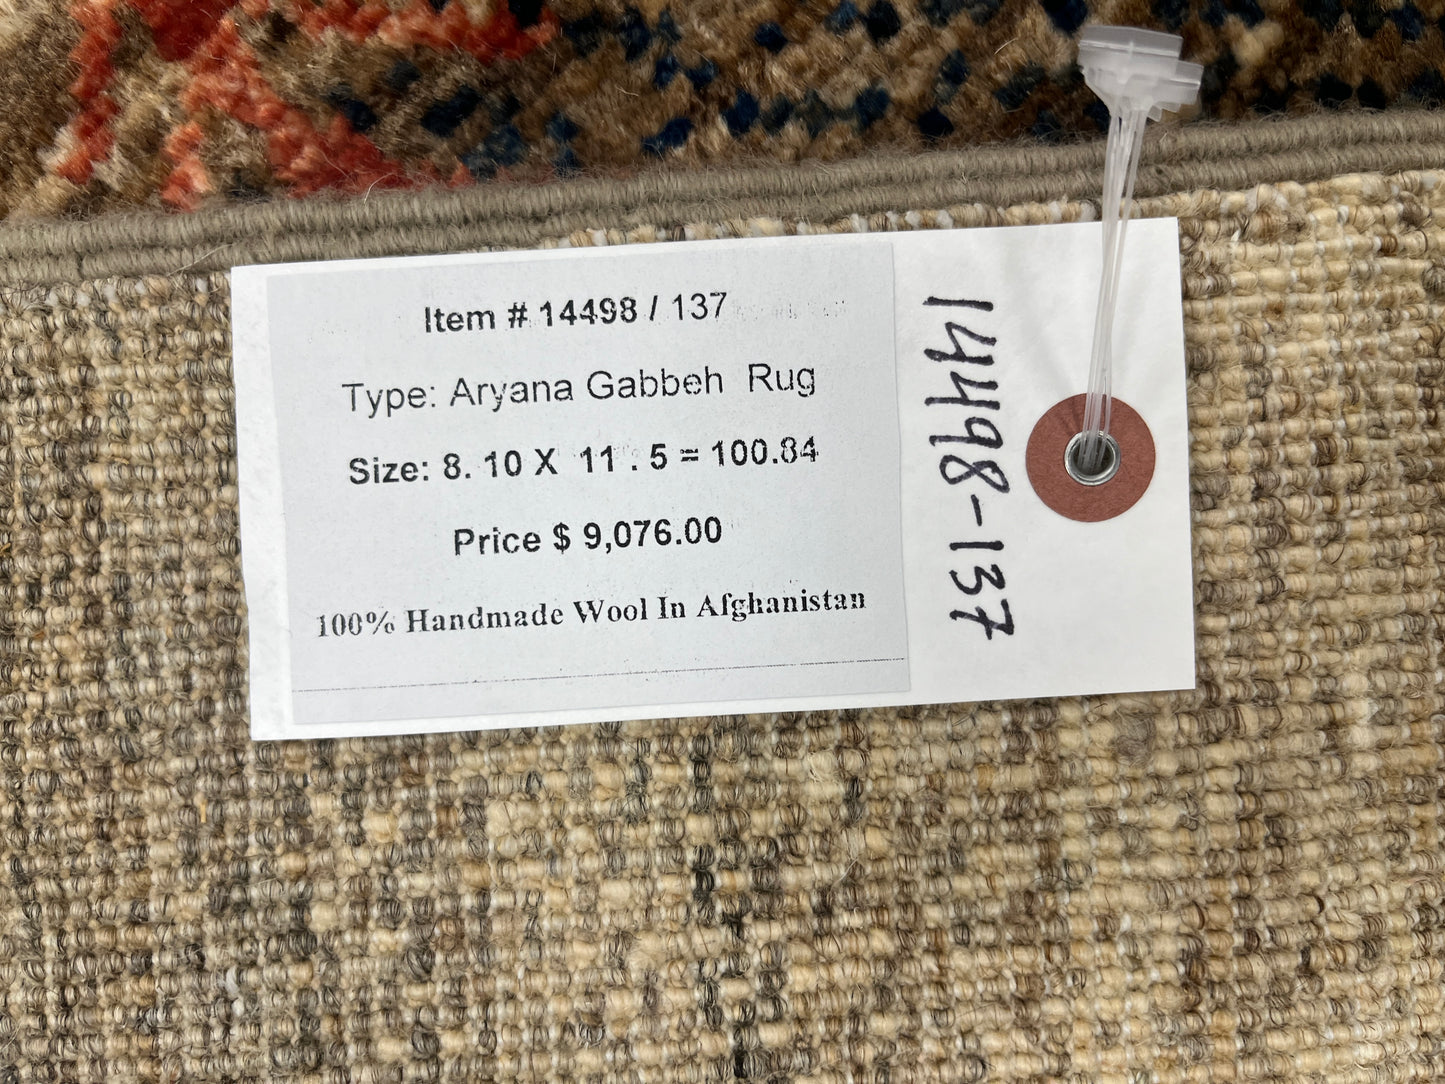 Item # 14498 / 137
Type: Aryana Gabbeh Rug
Size: 8. 10 X 11 . 5 = 100.84
Price $ 9,076.00
100% Handmade Wool In Afghanistan
14498-137